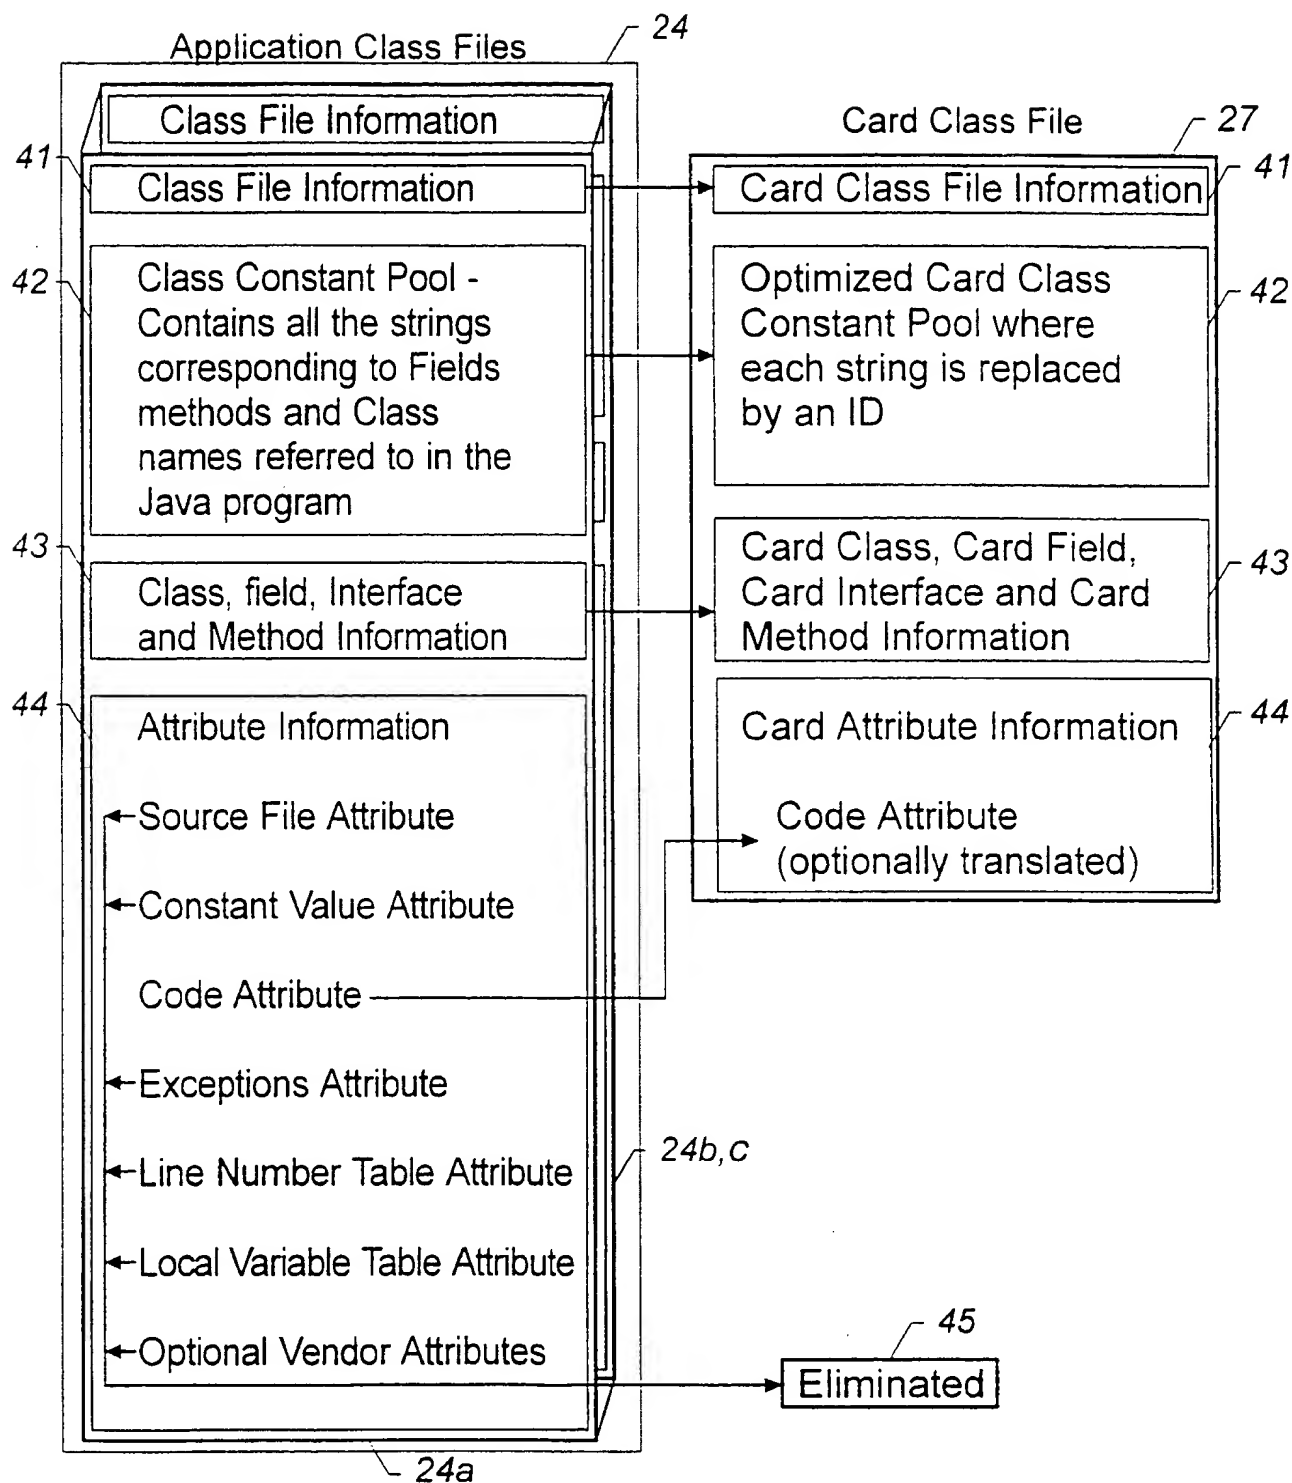 24
Application Class Files
Class File Information
Card Class File
27
41
Class File Information
Card Class File Information
41
42
Class Constant Pool -
Contains all the strings
corresponding to Fields
methods and Class
names referred to in the
Java program
Optimized Card Class
Constant Pool where
each string is replaced
by an ID
42
43
Class, field, Interface
and Method Information
Card Class, Card Field,
Card Interface and Card
Method Information
43
44
Attribute Information
Source File Attribute
Constant Value Attribute
Code Attribute
Exceptions Attribute
Line Number Table Attribute
Local Variable Table Attribute
Optional Vendor Attributes
Card Attribute Information
Code Attribute
(optionally translated)
44
24b,c
45
Eliminated
24a